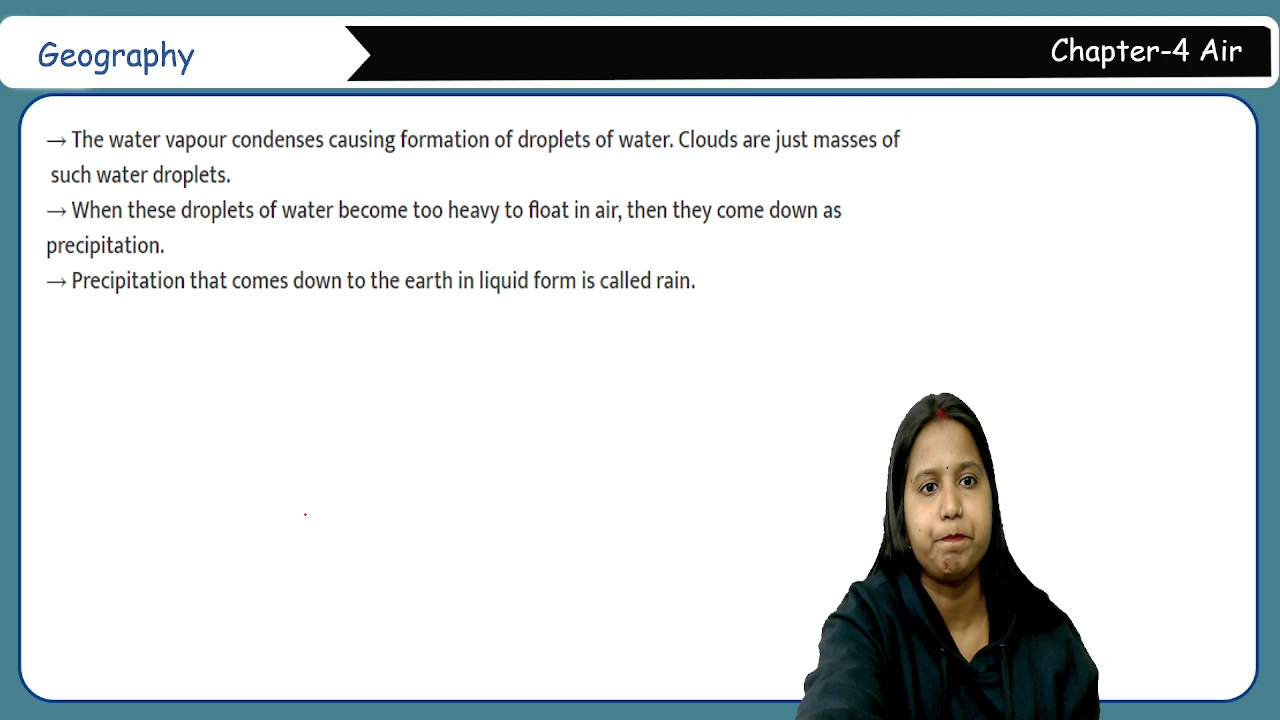 Geography
Chapter-4 Air
→ The water vapour condenses causing formation of droplets of water. Clouds are just masses of
such water droplets.
→ When these droplets of water become too heavy to float in air, then they come down as
precipitation.
→ Precipitation that comes down to the earth in liquid form is called rain.